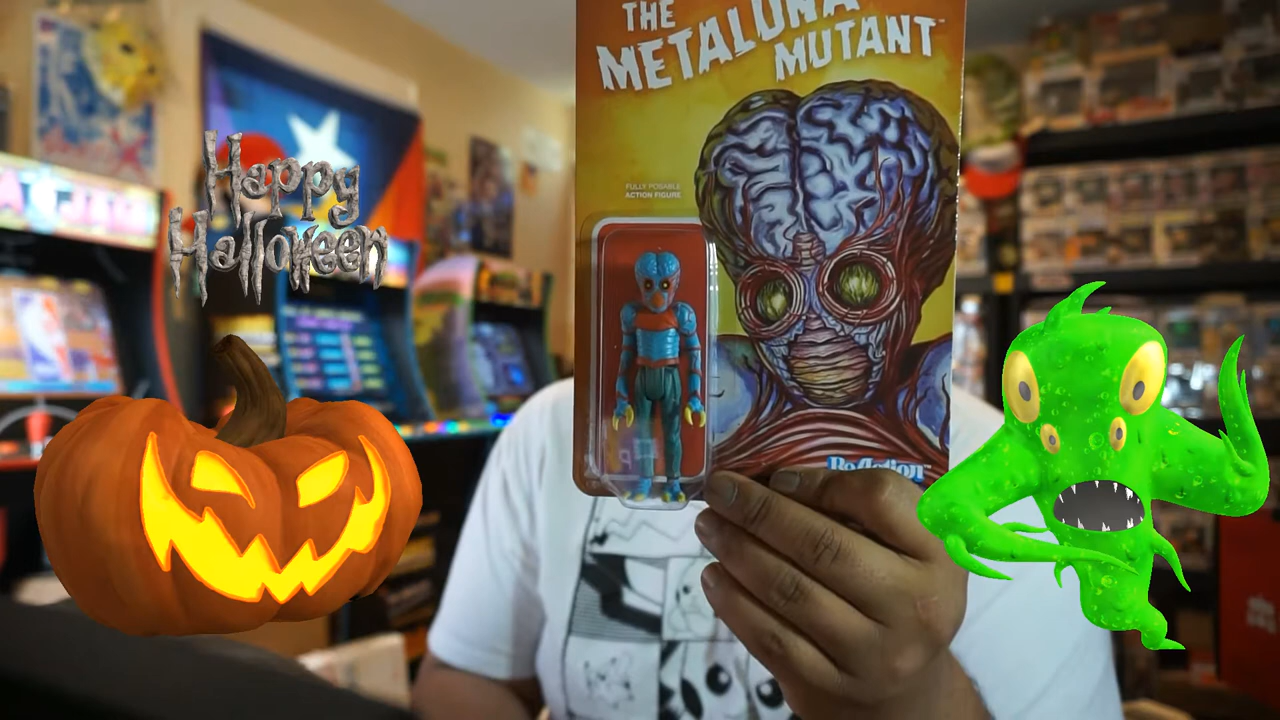 THE
METALUNA
MUTANT
FULLY POSABLE
ACTION FIGURE
Happy
Halloween
ReAction